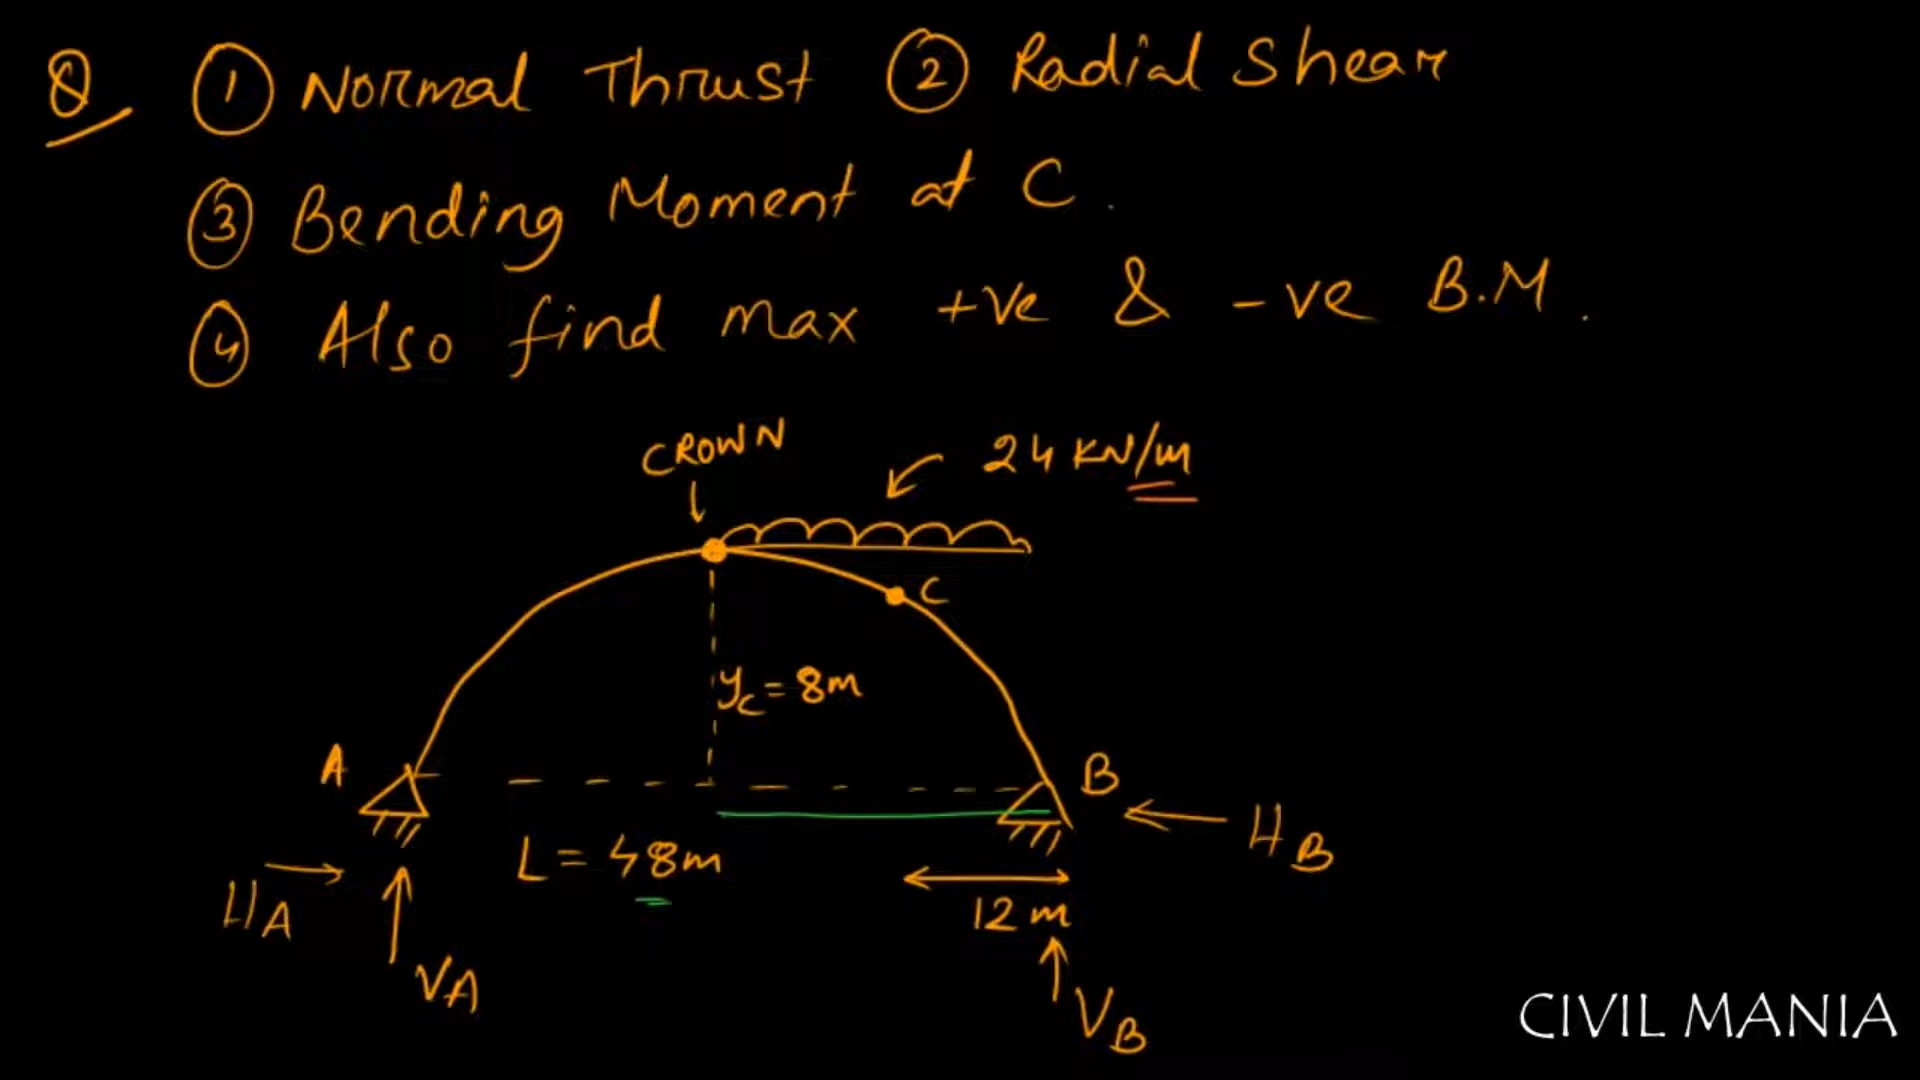 Q ① Normal Thrust ② Radial Shear
③ Bending Moment at C.
④ Also find max +ve & -ve B.M.
CROWN
24 KN/m
C
yc = 8m
A
B
HB
L = 48m
HA
12 m
VA
VB
CIVIL MANIA